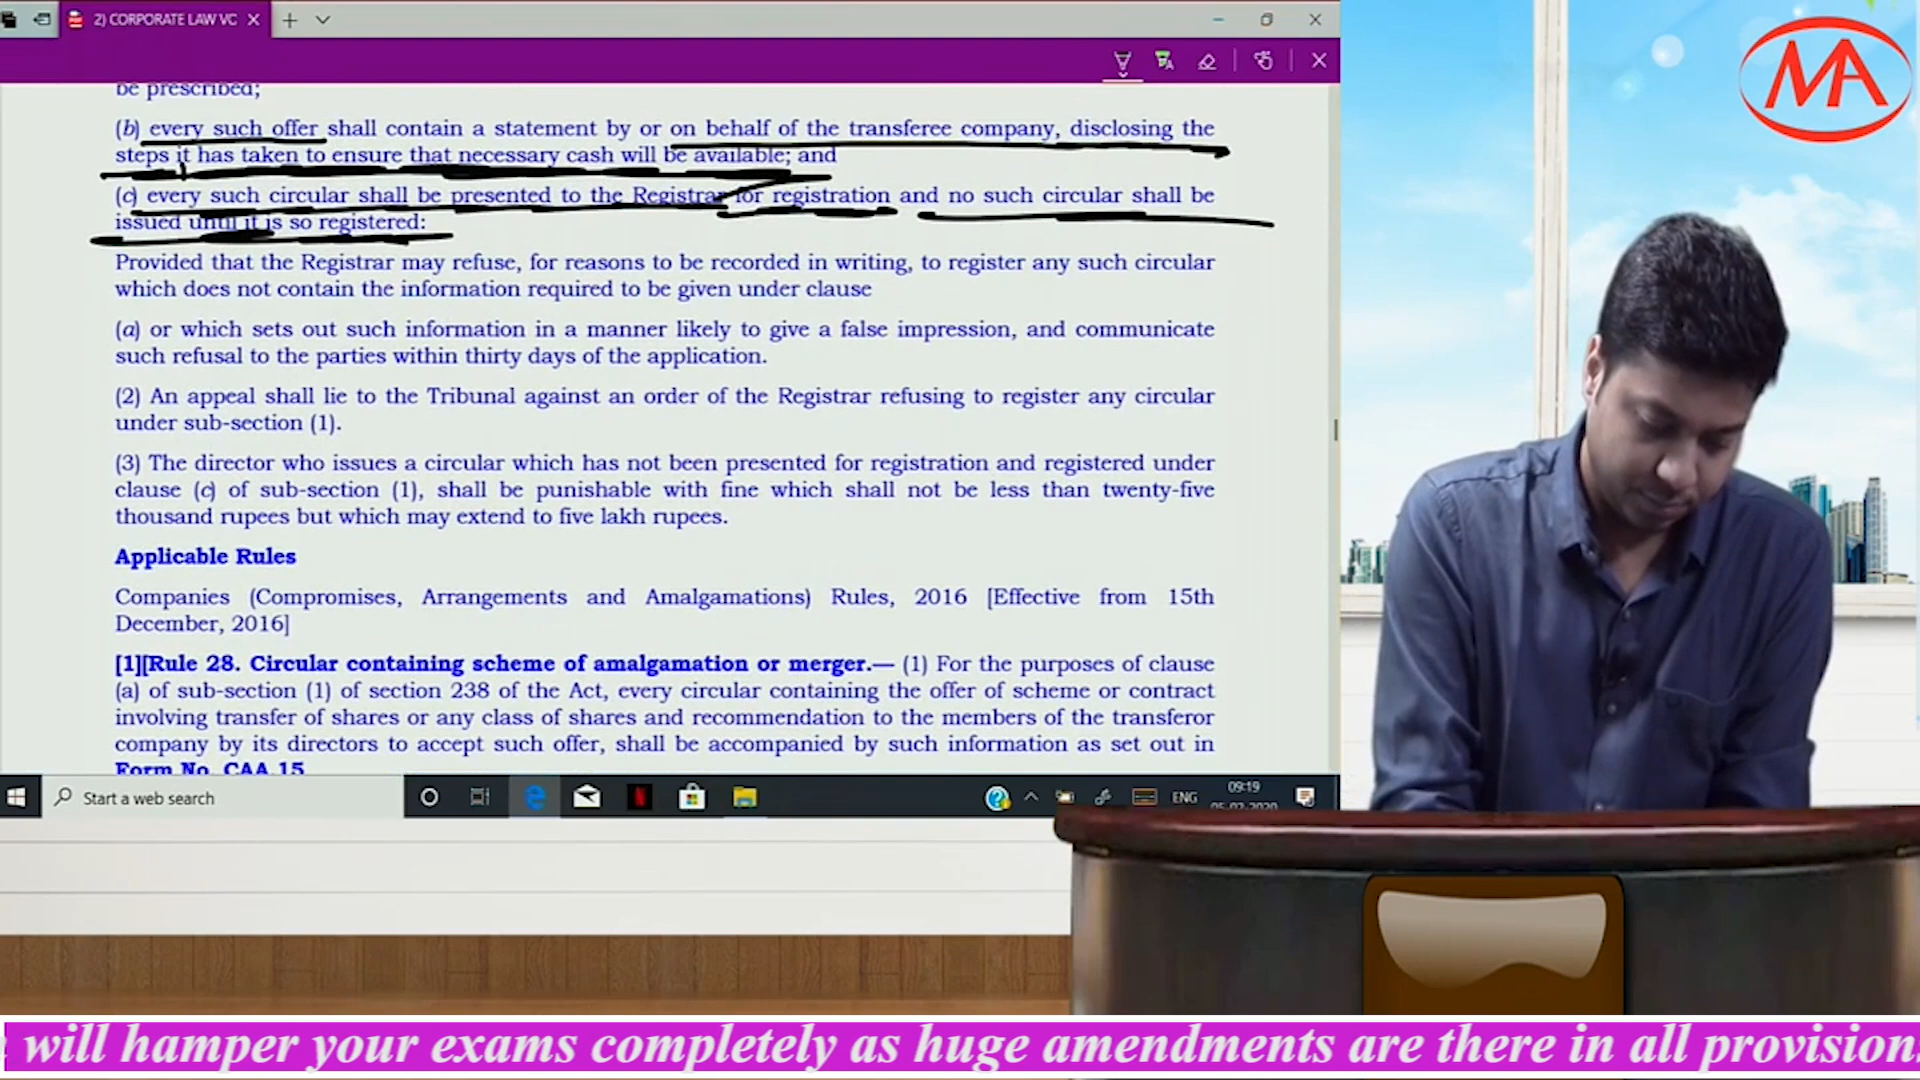 2) CORPORATE LAW VC
be prescribed;
(b) every such offer shall contain a statement by or on behalf of the transferee company, disclosing the
steps it has taken to ensure that necessary cash will be available; and
(c) every such circular shall be presented to the Registrar for registration and no such circular shall be
issued until it is so registered:
Provided that the Registrar may refuse, for reasons to be recorded in writing, to register any such circular
which does not contain the information required to be given under clause
(a) or which sets out such information in a manner likely to give a false impression, and communicate
such refusal to the parties within thirty days of the application.
(2) An appeal shall lie to the Tribunal against an order of the Registrar refusing to register any circular
under sub-section (1).
(3) The director who issues a circular which has not been presented for registration and registered under
clause (c) of sub-section (1), shall be punishable with fine which shall not be less than twenty-five
thousand rupees but which may extend to five lakh rupees.
Applicable Rules
Companies (Compromises, Arrangements and Amalgamations) Rules, 2016 [Effective from 15th
December, 2016]
[1][Rule 28. Circular containing scheme of amalgamation or merger.— (1) For the purposes of clause
(a) of sub-section (1) of section 238 of the Act, every circular containing the offer of scheme or contract
involving transfer of shares or any class of shares and recommendation to the members of the transferor
company by its directors to accept such offer, shall be accompanied by such information as set out in
Form No. CAA.15
Start a web search
ENG
09:19
05-02-2020
MA
will hamper your exams completely as huge amendments are there in all provision